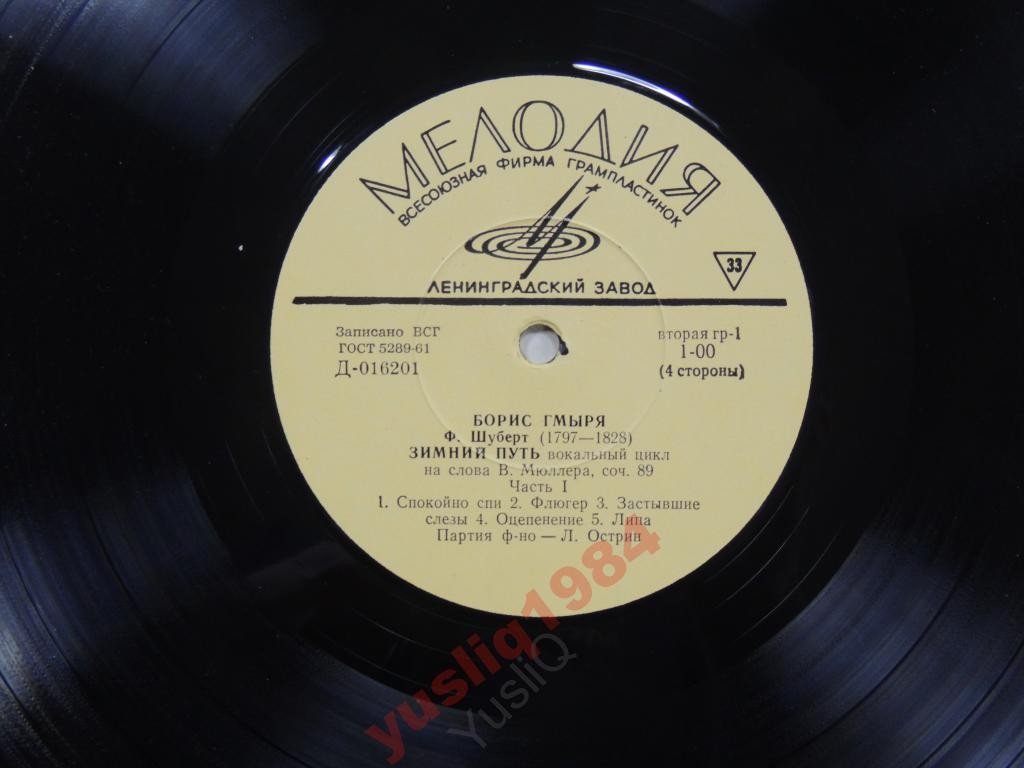 МЕЛОДИЯ
ВСЕСОЮЗНАЯ ФИРМА ГРАМПЛАСТИНОК
33
ЛЕНИНГРАДСКИЙ ЗАВОД
Записано ВСГ
ГОСТ 5289-61
Д-016201
вторая гр-1
1-00
(4 стороны)
БОРИС ГМЫРЯ
Ф. Шуберт (1797—1828)
ЗИМНИЙ ПУТЬ вокальный цикл
на слова В. Мюллера, соч. 89
Часть I
1. Спокойно спи 2. Флюгер 3. Застывшие
слезы 4. Оцепенение 5. Липа
Партия ф-но — Л. Острин
yusliq1984
YusliQ